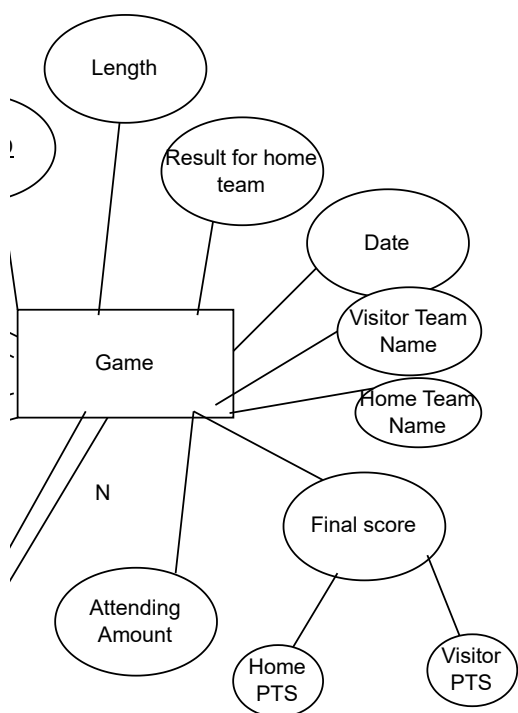 Length
Result for home
team
Date
Visitor Team
Name
Game
Home Team
Name
N
Final score
Attending
Amount
Home
PTS
Visitor
PTS